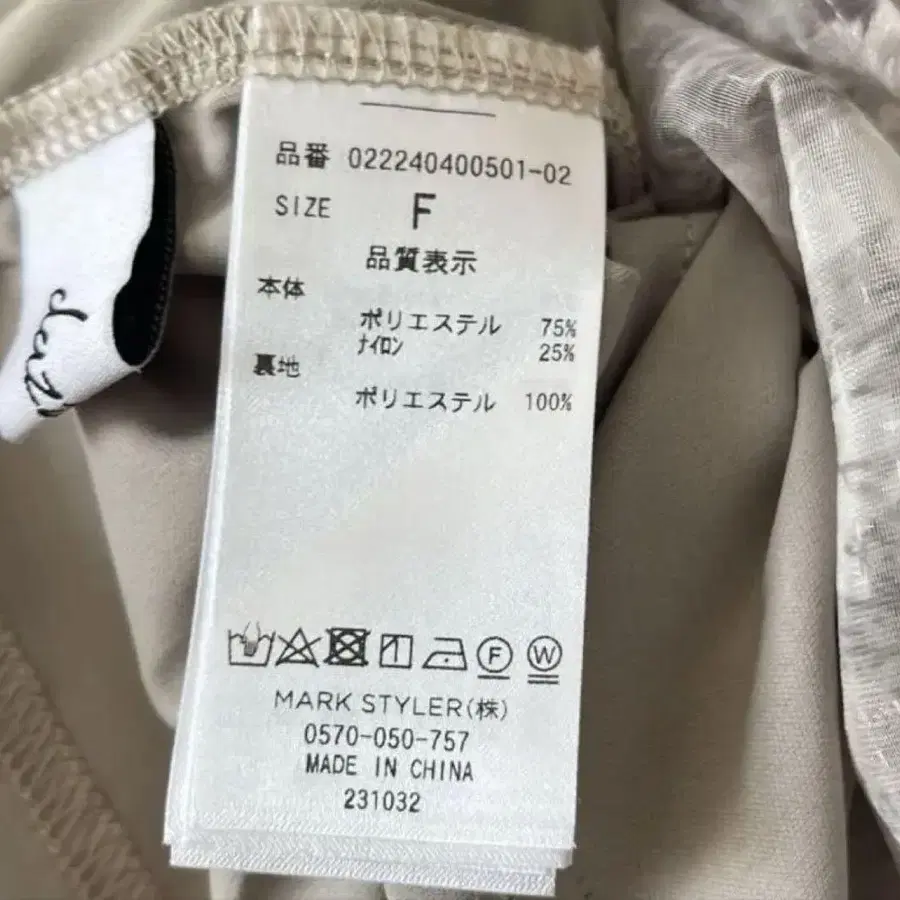 品番 022240400501-02
SIZE F
品質表示
本体
ポリエステル 75%
ナイロン 25%
裏地
ポリエステル 100%
F W
MARK STYLER(株)
0570-050-757
MADE IN CHINA
231032